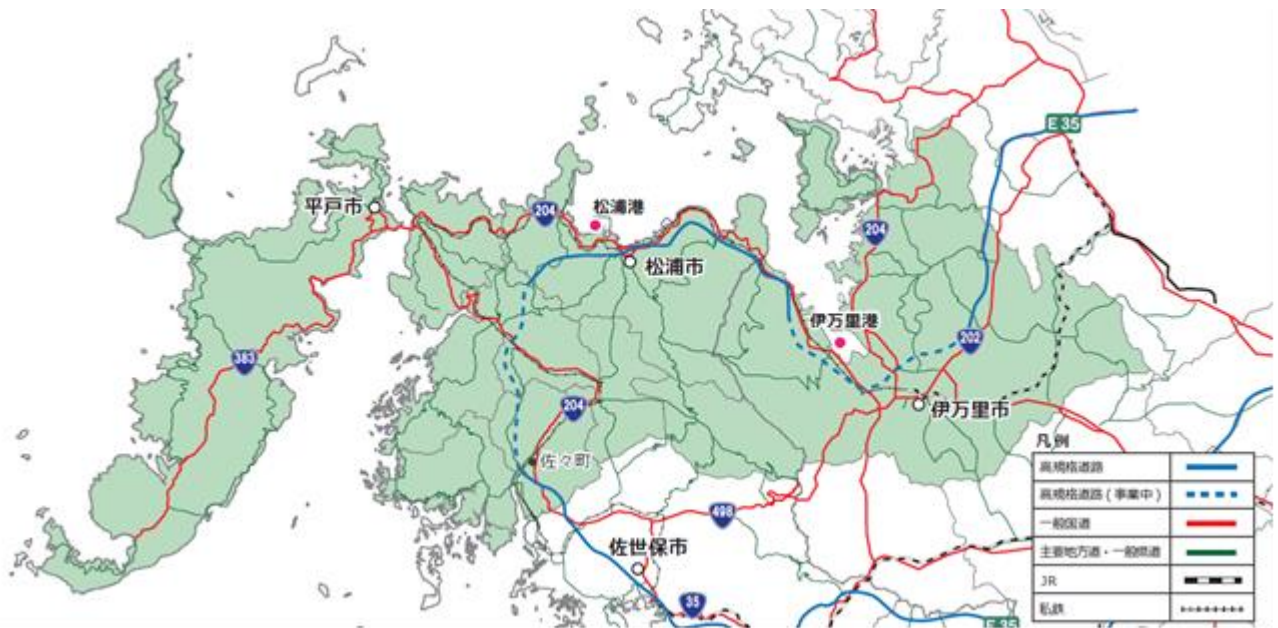 E 35
平戸市
204
松浦港
204
松浦市
伊万里港
383
202
204
伊万里市
佐々町
凡例
高規格道路
高規格道路(事業中)
一般国道
主要地方道・一般県道
JR
私鉄
498
佐世保市
35
E 35